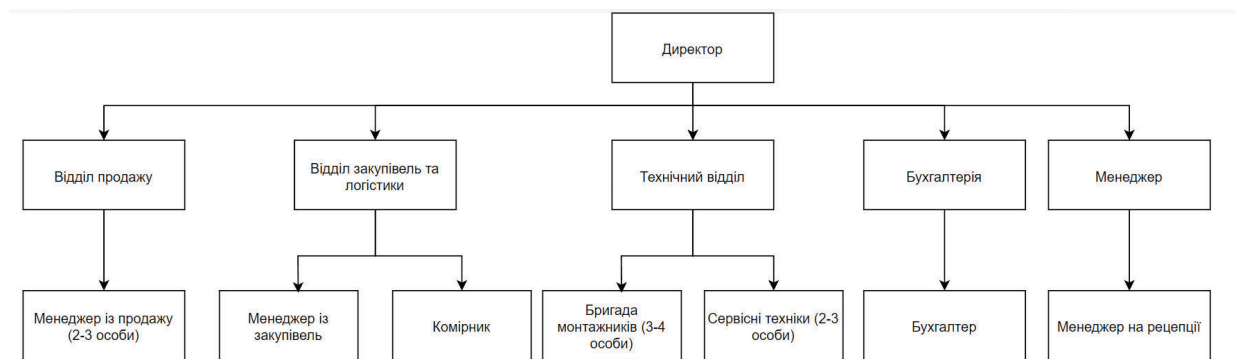 Директор
Відділ продажу
Відділ закупівель та
логістики
Технічний відділ
Бухгалтерія
Менеджер
Менеджер із продажу
(2-3 особи)
Менеджер із
закупівель
Комірник
Бригада
монтажників (3-4
особи)
Сервісні техніки (2-3
особи)
Бухгалтер
Менеджер на рецепції